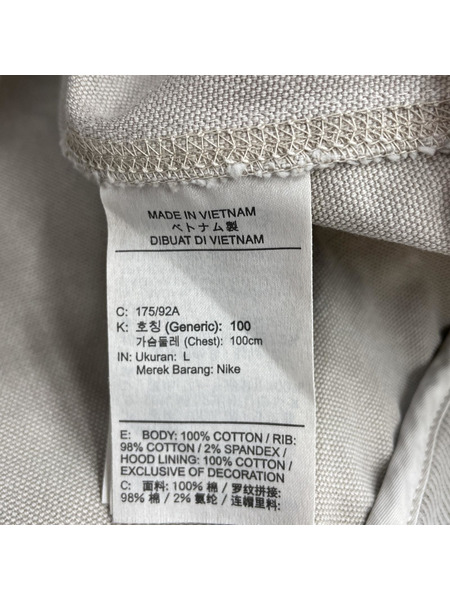 MADE IN VIETNAM
ベトナム製
DIBUAT DI VIETNAM
C: 175/92A
K: 호칭 (Generic): 100
가슴둘레 (Chest): 100cm
IN: Ukuran: L
Merek Barang: Nike
E: BODY: 100% COTTON / RIB:
98% COTTON / 2% SPANDEX /
HOOD LINING: 100% COTTON /
EXCLUSIVE OF DECORATION
C: 面料: 100% 棉 / 罗纹拼接:
98% 棉 / 2% 氨纶 / 连帽里料: